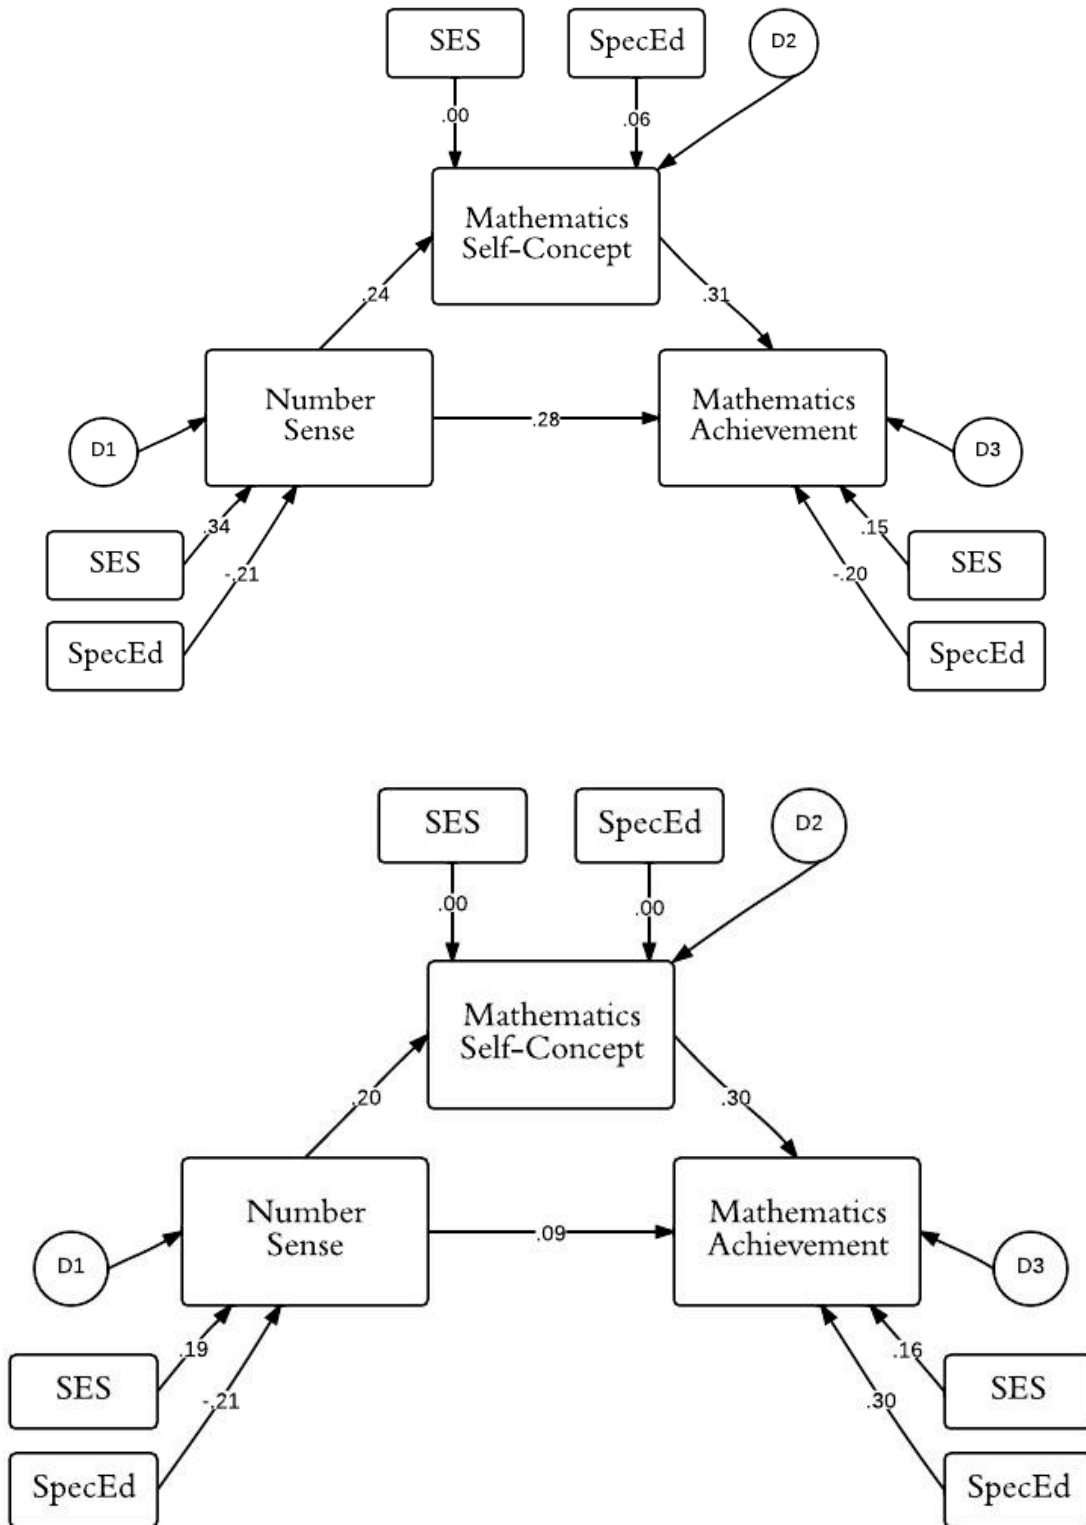 SES
SpecEd
D2
.00
.06
Mathematics
Self-Concept
.24
.31
Number
Sense
.28
Mathematics
Achievement
D1
D3
.34
.15
SES
-.21
-.20
SES
SpecEd
SpecEd
SES
SpecEd
D2
.00
.00
Mathematics
Self-Concept
.20
.30
Number
Sense
.09
Mathematics
Achievement
D1
D3
.19
.16
SES
-.21
.30
SES
SpecEd
SpecEd